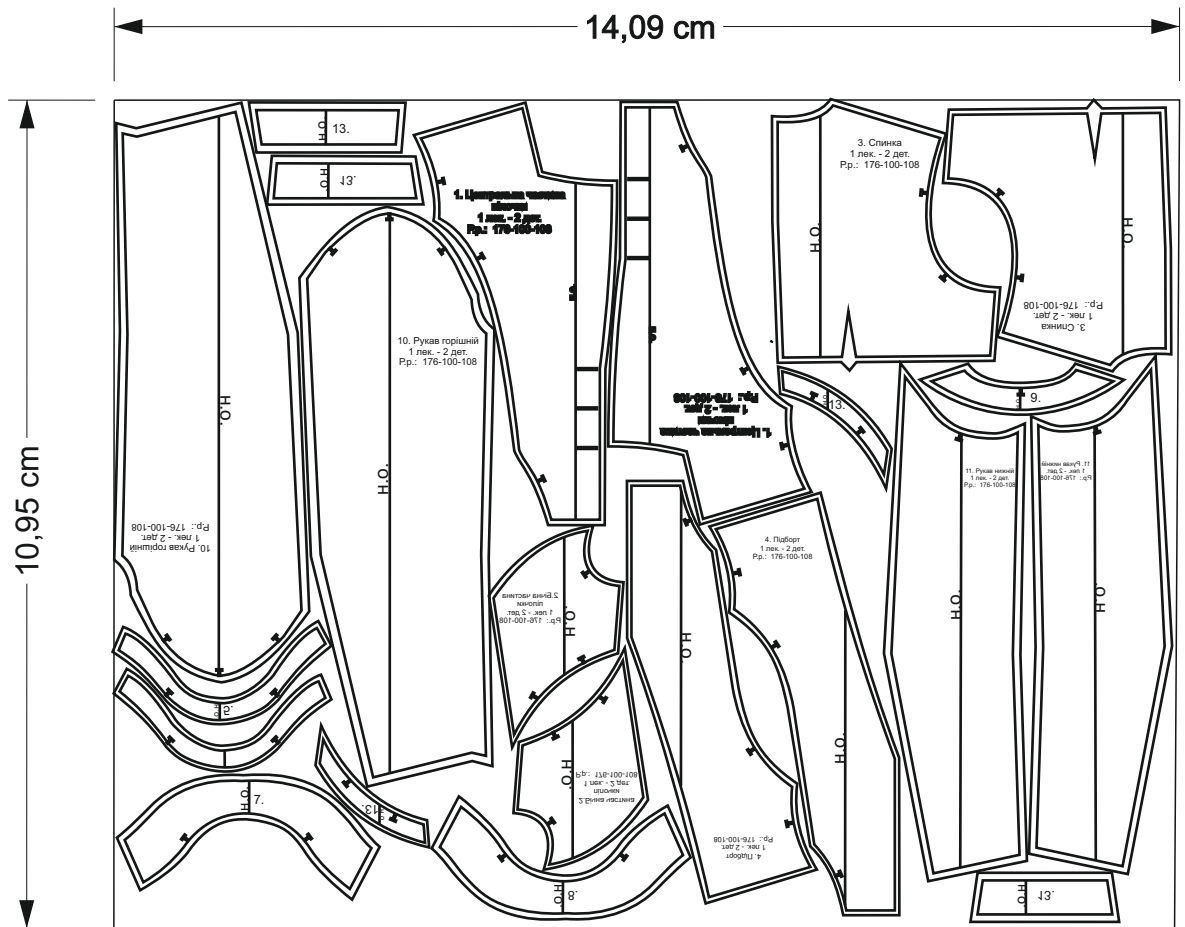 14,09 cm
10,95 cm
13.
Н.О.
13.
Н.О.
1. Центральна частина
пілочки
1 лек. - 2 дет.
Р.р.: 176-100-108
3. Спинка
1 лек. - 2 дет.
Р.р.: 176-100-108
Н.О.
Н.О.
3. Спинка
1 лек. - 2 дет.
Р.р.: 176-100-108
10. Рукав горішній
1 лек. - 2 дет.
Р.р.: 176-100-108
Н.О.
Н.О.
10. Рукав горішній
1 лек. - 2 дет.
Р.р.: 176-100-108
1. Центральна частина
пілочки
1 лек. - 2 дет.
Р.р.: 176-100-108
13.
9.
11. Рукав нижній
1 лек. - 2 дет.
Р.р.: 176-100-108
Н.О.
11. Рукав нижній
1 лек. - 2 дет.
Р.р.: 176-100-108
Н.О.
4. Підборт
1 лек. - 2 дет.
Р.р.: 176-100-108
Н.О.
Н.О.
2.Бічна частина
пілочки
1 лек. - 2 дет.
Р.р.: 176-100-108
Н.О.
2.Бічна частина
пілочки
1 лек. - 2 дет.
Р.р.: 176-100-108
Н.О.
4. Підборт
1 лек. - 2 дет.
Р.р.: 176-100-108
5.
Н.О.
7.
Н.О.
13.
8.
Н.О.
13.
Н.О.